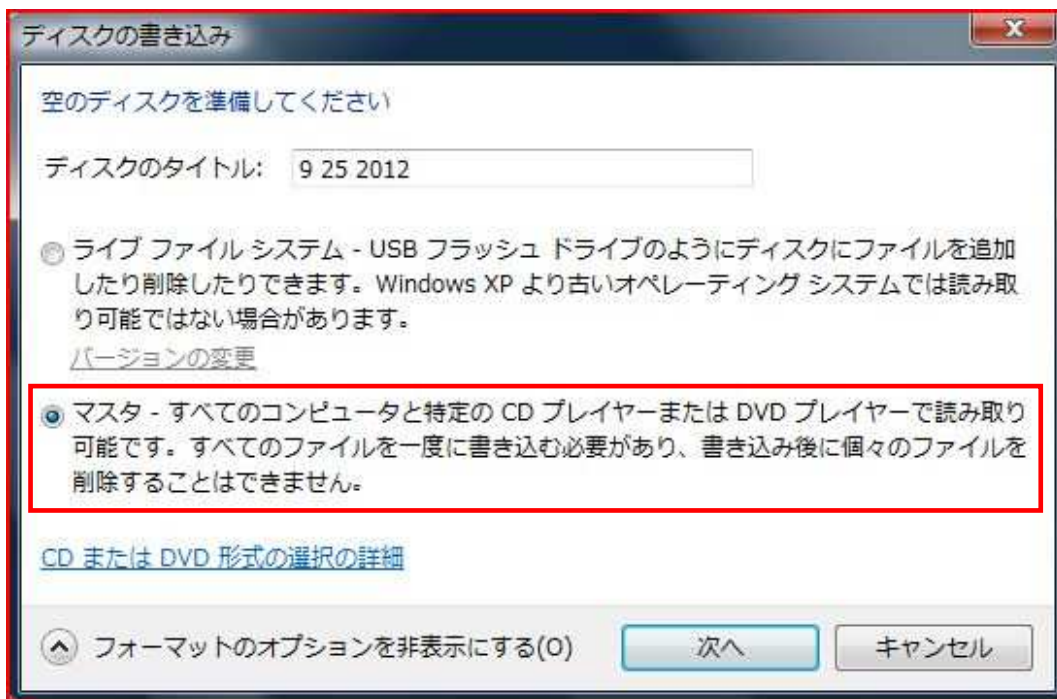 ディスクの書き込み
空のディスクを準備してください
ディスクのタイトル: 9 25 2012
ライブ ファイル システム - USB フラッシュ ドライブのようにディスクにファイルを追加
したり削除したりできます。Windows XP より古いオペレーティング システムでは読み取
り可能ではない場合があります。
バージョンの変更
マスタ - すべてのコンピュータと特定の CD プレイヤーまたは DVD プレイヤーで読み取り
可能です。すべてのファイルを一度に書き込む必要があり、書き込み後に個々のファイルを
削除することはできません。
CD または DVD 形式の選択の詳細
フォーマットのオプションを非表示にする(O) 次へ キャンセル